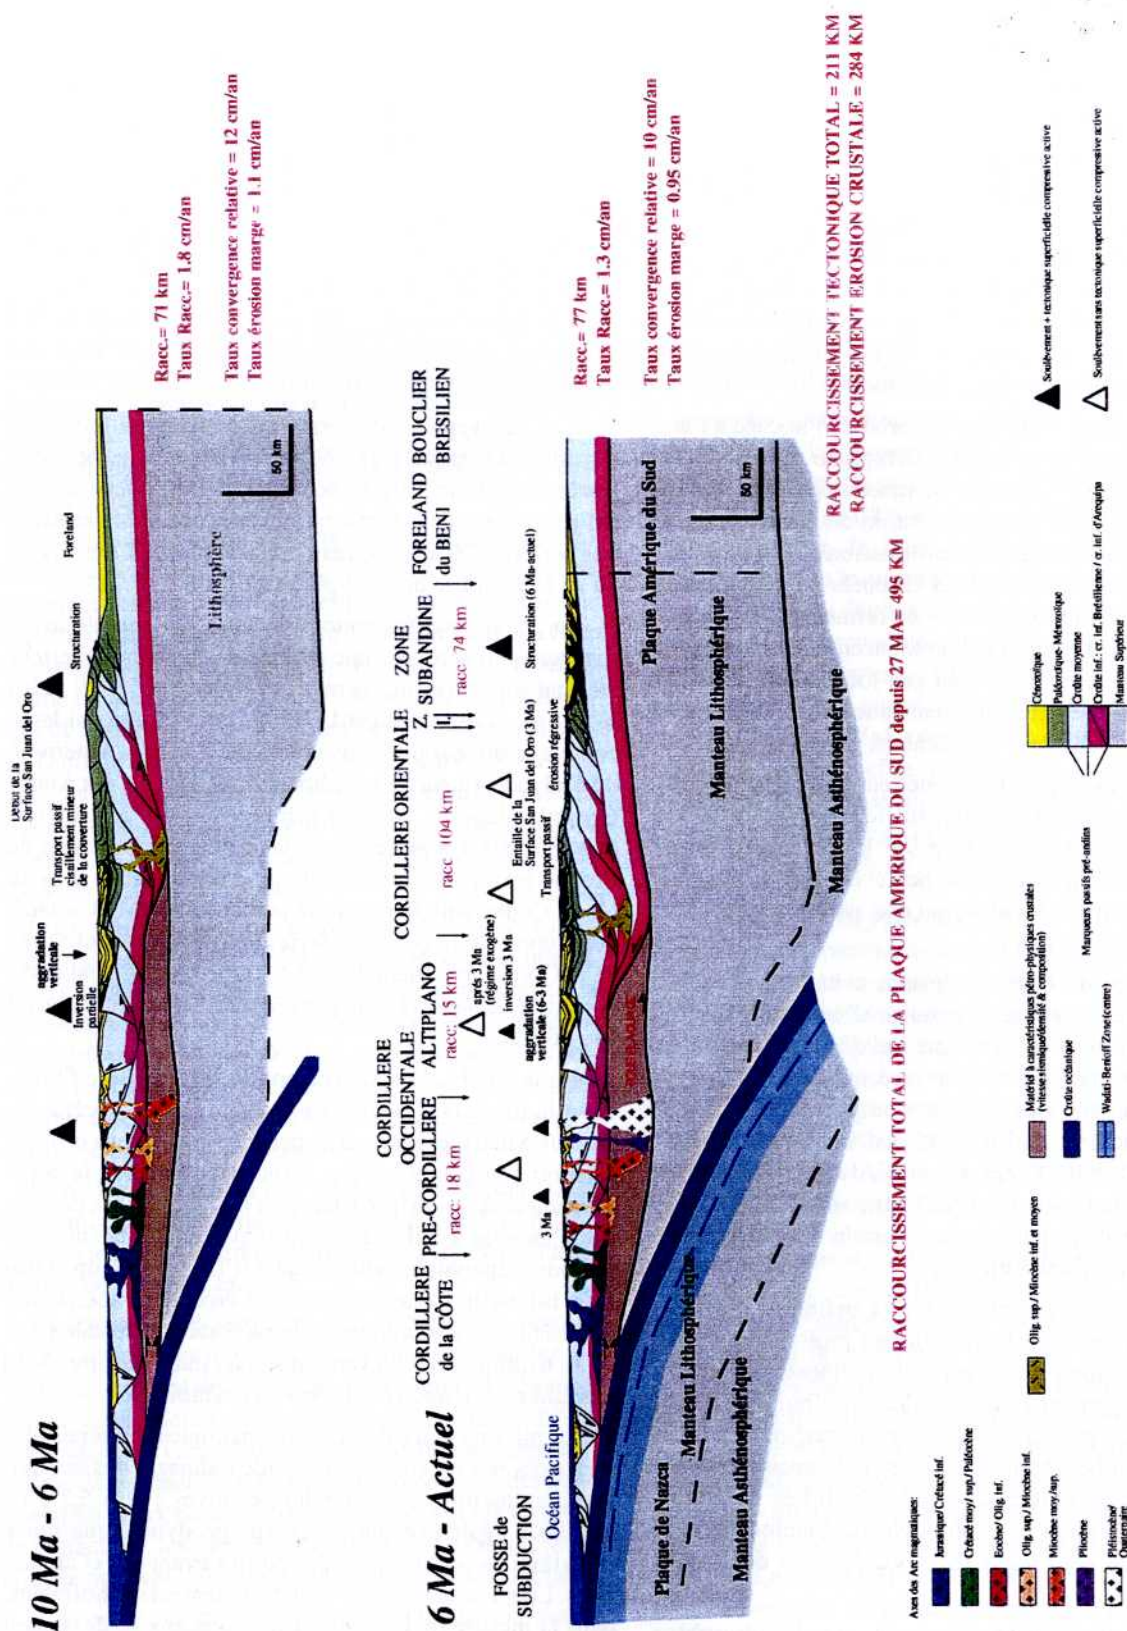 10 Ma - 6 Ma
Début de la
Surface San Juan del Oro
aggradation
verticale
Inversion
partielle
Transport passif
cisaillement mineur
de la couverture
Structuration
Foreland
Lithosphère
50 km
Racc.= 71 km
Taux Racc.= 1.8 cm/an
Taux convergence relative = 12 cm/an
Taux érosion marge = 1.1 cm/an
6 Ma - Actuel
FOSSE de
SUBDUCTION
Océan Pacifique
CORDILLERE
de la CÔTE
PRE-CORDILLERE
racc: 18 km
CORDILLERE
OCCIDENTALE
ALTIPLANO
racc: 15 km
CORDILLERE ORIENTALE
racc 104 km
Z.
I.
ZONE
SUBANDINE
racc: 74 km
FORELAND
du BENI
BOUCLIER
BRESILIEN
3 Ma
après 3 Ma
(régime exogène)
inversion 3 Ma
aggradation
verticale (6-3 Ma)
Entaille de la
Surface San Juan del Oro (3 Ma)
Transport passif
érosion régressive
Structuration (6 Ma-actuel)
Racc.= 77 km
Taux Racc.= 1.3 cm/an
Taux convergence relative = 10 cm/an
Taux érosion marge = 0.95 cm/an
Plaque de Nazca
Manteau Lithosphérique
Manteau Asthénosphérique
Plaque Amérique du Sud
Manteau Lithosphérique
Manteau Asthénosphérique
50 km
RACCOURCISSEMENT TECTONIQUE TOTAL = 211 KM
RACCOURCISSEMENT EROSION CRUSTALE = 284 KM
RACCOURCISSEMENT TOTAL DE LA PLAQUE AMERIQUE DU SUD depuis 27 MA= 495 KM
Axes des Arc magmatiques:
Jurassique/ Crétacé inf.
Crétacé moy./ sup./ Paléocène
Eocène/ Olig. inf.
Olig. sup./ Miocène inf.
Miocène moy./sup.
Pliocène
Pléistocène/
Quaternaire
Olig. sup./ Miocène inf. et moyen
Matériel à caractéristiques pétro-physiques crustales
(vitesse sismique/densité & composition)
Croûte océanique
Wadati-Benioff Zone (centre)
Marqueurs passifs pré-andins
Cénozoïque
Paléozoïque- Mésozoïque
Croûte moyenne
Croûte inf.: cr. inf. Brésilienne / cr. inf. d'Arequipa
Manteau Supérieur
Soulèvement + tectonique superficielle compressive active
Soulèvement sans tectonique superficielle compressive active